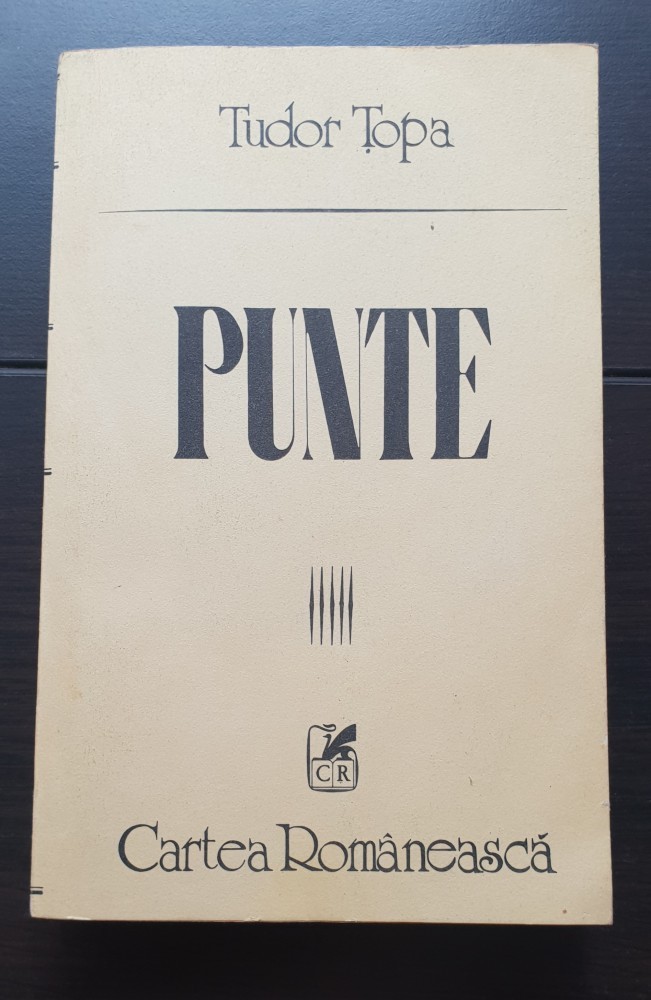 Tudor Țopa
PUNTE
CR
Cartea Românească